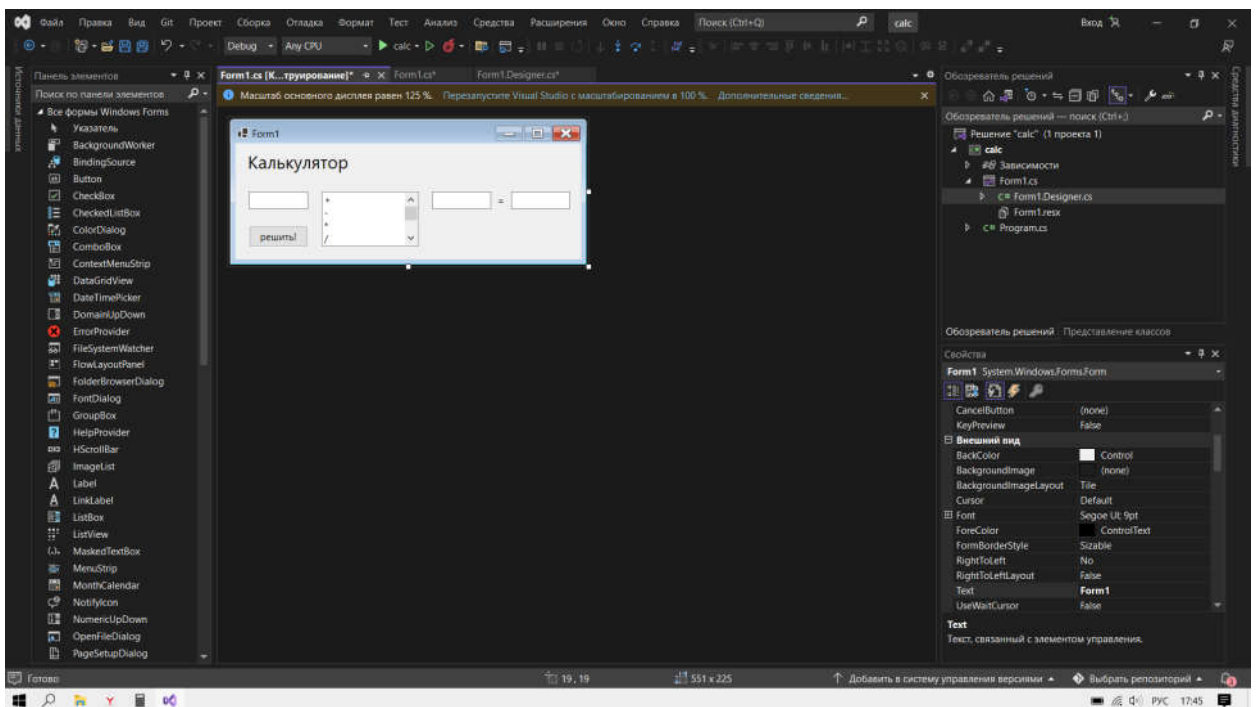 Файл Правка Вид Git Проект Сборка Отладка Формат Тест Анализ Средства Расширения Окно Справка Поиск (Ctrl+Q) calc Вход
Debug Any CPU calc
Источники данных
Панель элементов
Поиск по панели элементов
Все формы Windows Forms
Указатель
BackgroundWorker
BindingSource
Button
CheckBox
CheckedListBox
ColorDialog
ComboBox
ContextMenuStrip
DataGridView
DateTimePicker
DomainUpDown
ErrorProvider
FileSystemWatcher
FlowLayoutPanel
FolderBrowserDialog
FontDialog
GroupBox
HelpProvider
HScrollBar
ImageList
Label
LinkLabel
ListBox
ListView
MaskedTextBox
MenuStrip
MonthCalendar
NotifyIcon
NumericUpDown
OpenFileDialog
PageSetupDialog
Form1.cs [К...труирование]* Form1.cs* Form1.Designer.cs*
Масштаб основного дисплея равен 125 %. Перезапустите Visual Studio с масштабированием в 100 %. Дополнительные сведения...
Form1
Калькулятор
+
-
*
/
=
решить!
Обозреватель решений
Обозреватель решений — поиск (Ctrl+;)
Решение "calc" (1 проекта 1)
calc
Зависимости
Form1.cs
C# Form1.Designer.cs
Form1.resx
C# Program.cs
Обозреватель решений Представление классов
Свойства
Form1 System.Windows.Forms.Form
CancelButton (none)
KeyPreview False
Внешний вид
BackColor Control
BackgroundImage (none)
BackgroundImageLayout Tile
Cursor Default
Font Segoe UI; 9pt
ForeColor ControlText
FormBorderStyle Sizable
RightToLeft No
RightToLeftLayout False
Text Form1
UseWaitCursor False
Text
Текст, связанный с элементом управления.
Средства диагностики
Готово 19 , 19 551 x 225 Добавить в систему управления версиями Выбрать репозиторий
РУС 17:45